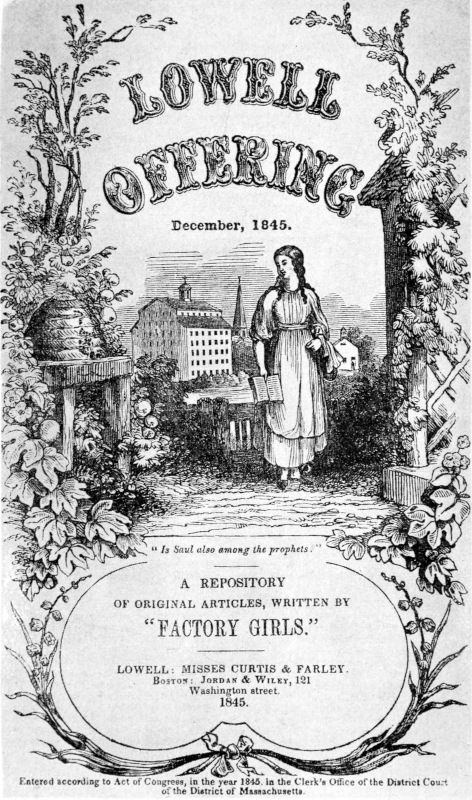 LOWELL
OFFERING
December, 1845.
"Is Saul also among the prophets?"
A REPOSITORY
OF ORIGINAL ARTICLES, WRITTEN BY
"FACTORY GIRLS."
LOWELL: MISSES CURTIS & FARLEY.
BOSTON: JORDAN & WILEY, 121
Washington street.
1845.
Entered according to Act of Congress, in the year 1845, in the Clerk's Office of the District Court
of the District of Massachusetts.